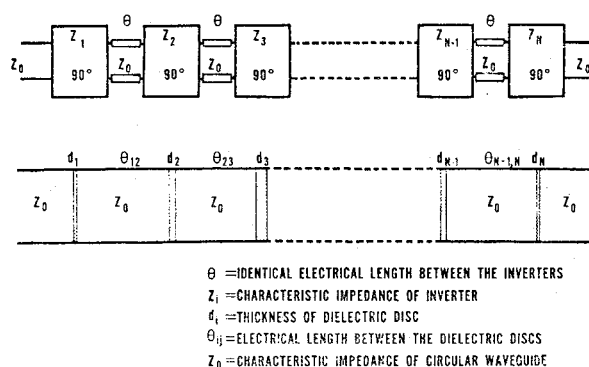 θ θ θ
Z1 Z2 Z3 ZN-1 ZN
Z0 Z0 Z0 Z0 Z0
90° 90° 90° 90° 90°
d1 θ12 d2 θ23 d3 dN-1 θN-1,N dN
Z0 Z0 Z0 Z0 Z0
θ =IDENTICAL ELECTRICAL LENGTH BETWEEN THE INVERTERS
Zi =CHARACTERISTIC IMPEDANCE OF INVERTER
di =THICKNESS OF DIELECTRIC DISC
θij =ELECTRICAL LENGTH BETWEEN THE DIELECTRIC DISCS
Z0 =CHARACTERISTIC IMPEDANCE OF CIRCULAR WAVEGUIDE